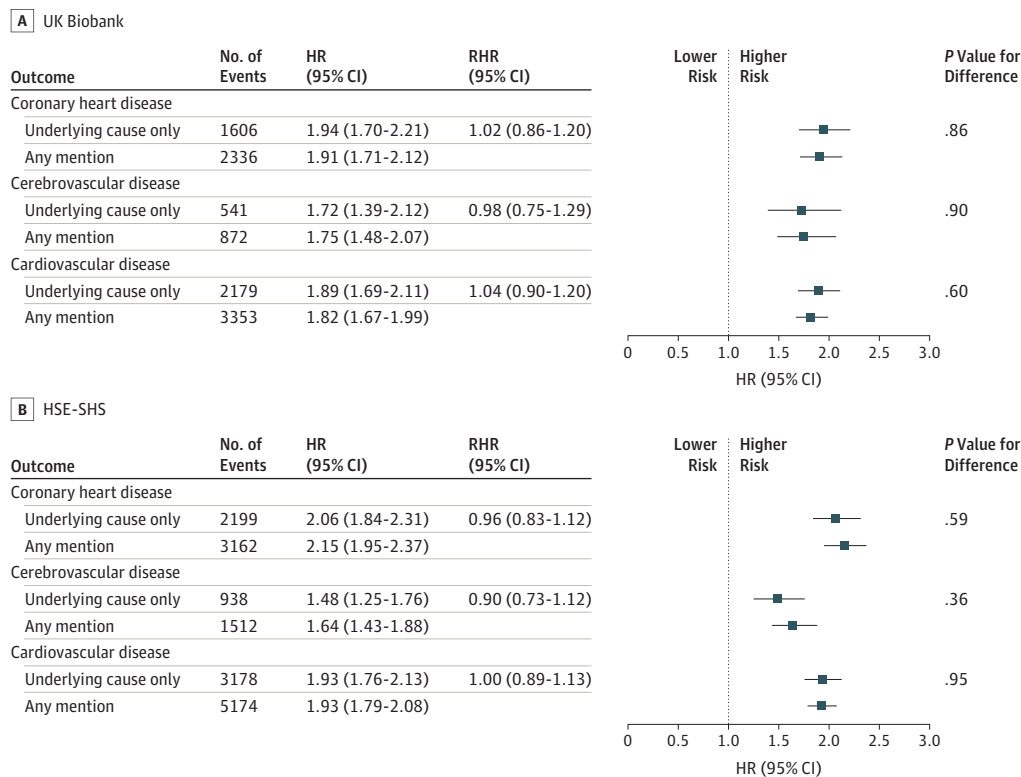 A UK Biobank
Outcome No. of Events HR (95% CI) RHR (95% CI) Lower Risk Higher Risk P Value for Difference
Coronary heart disease
Underlying cause only 1606 1.94 (1.70-2.21) 1.02 (0.86-1.20) .86
Any mention 2336 1.91 (1.71-2.12)
Cerebrovascular disease
Underlying cause only 541 1.72 (1.39-2.12) 0.98 (0.75-1.29) .90
Any mention 872 1.75 (1.48-2.07)
Cardiovascular disease
Underlying cause only 2179 1.89 (1.69-2.11) 1.04 (0.90-1.20) .60
Any mention 3353 1.82 (1.67-1.99)
0 0.5 1.0 1.5 2.0 2.5 3.0
HR (95% CI)
B HSE-SHS
Outcome No. of Events HR (95% CI) RHR (95% CI) Lower Risk Higher Risk P Value for Difference
Coronary heart disease
Underlying cause only 2199 2.06 (1.84-2.31) 0.96 (0.83-1.12) .59
Any mention 3162 2.15 (1.95-2.37)
Cerebrovascular disease
Underlying cause only 938 1.48 (1.25-1.76) 0.90 (0.73-1.12) .36
Any mention 1512 1.64 (1.43-1.88)
Cardiovascular disease
Underlying cause only 3178 1.93 (1.76-2.13) 1.00 (0.89-1.13) .95
Any mention 5174 1.93 (1.79-2.08)
0 0.5 1.0 1.5 2.0 2.5 3.0
HR (95% CI)